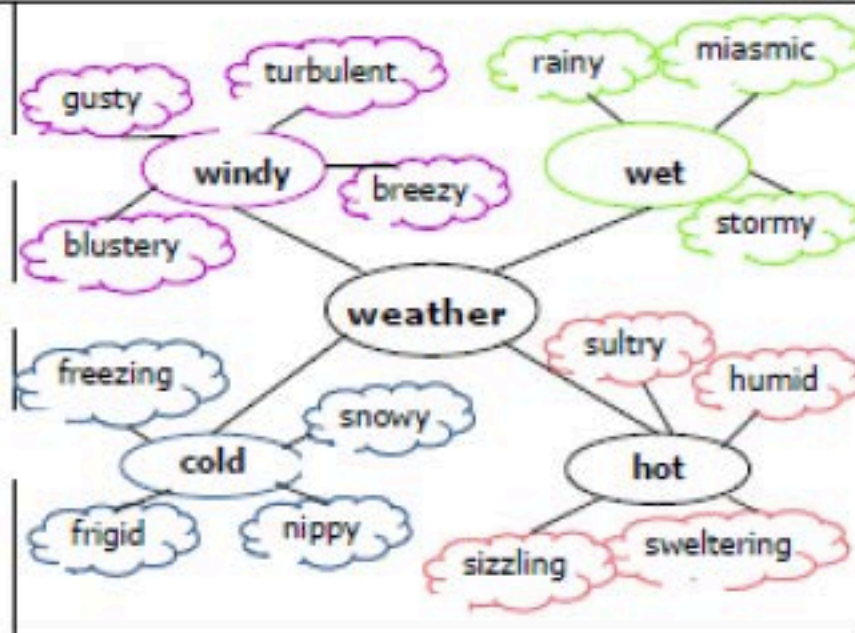 turbulent
gusty
windy
breezy
blustery
rainy
miasmic
wet
stormy
weather
freezing
snowy
cold
frigid
nippy
sultry
humid
hot
sizzling
sweltering